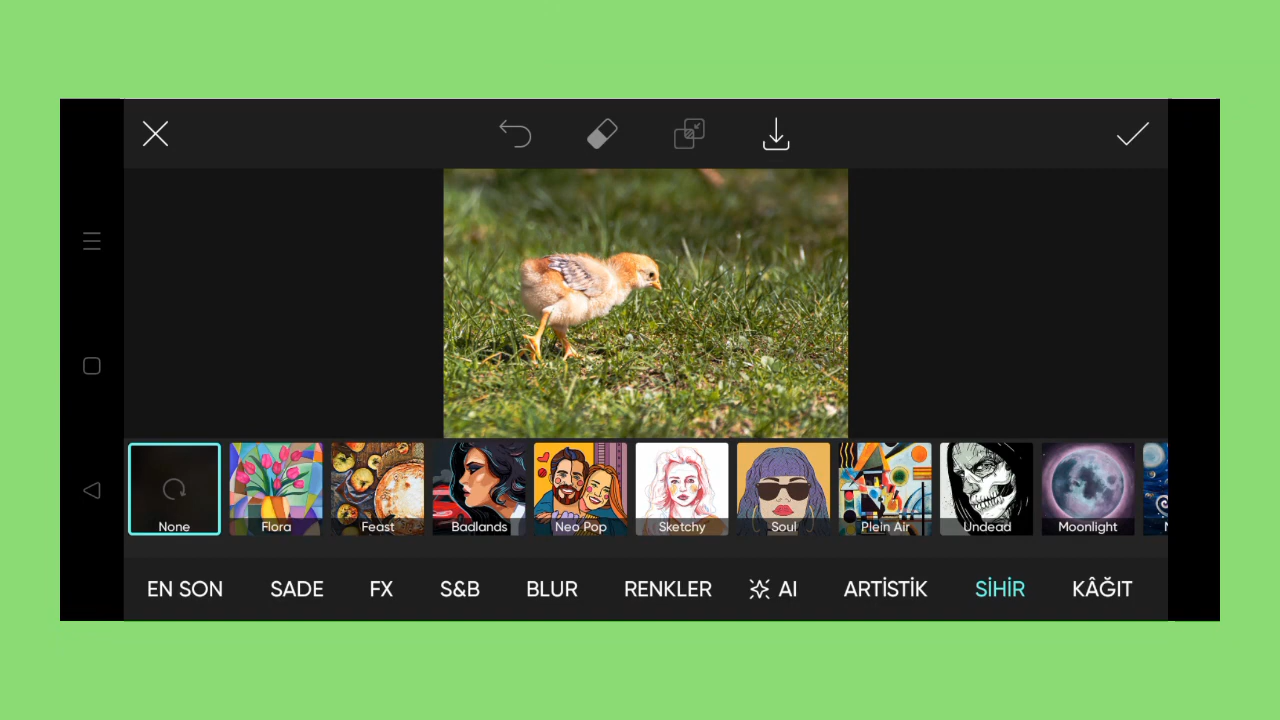 None Flora Feast Badlands Neo Pop Sketchy Soul Plein Air Undead Moonlight
EN SON SADE FX S&B BLUR RENKLER AI ARTİSTİK SİHİR KÂĞIT